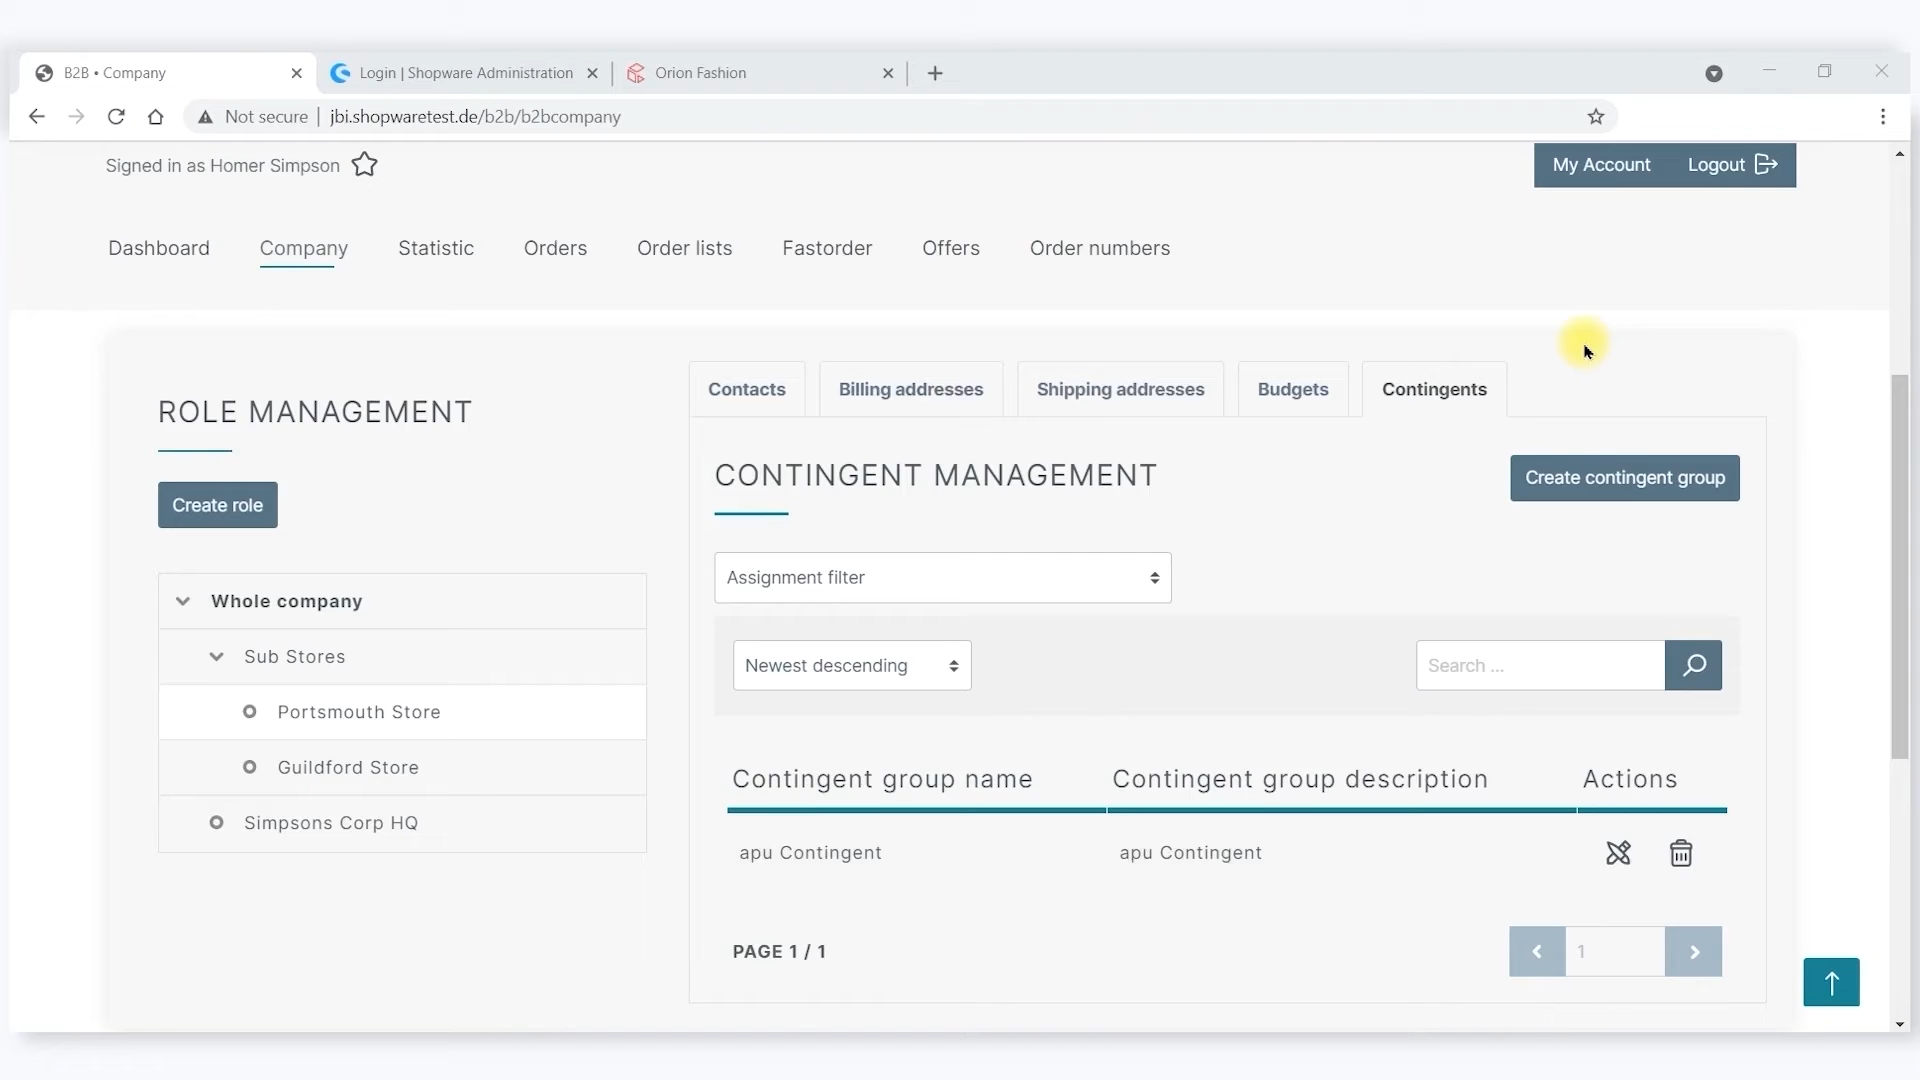 B2B • Company
Login | Shopware Administration
Orion Fashion
Not secure | jbi.shopwaretest.de/b2b/b2bcompany
Signed in as Homer Simpson
My Account
Logout
Dashboard
Company
Statistic
Orders
Order lists
Fastorder
Offers
Order numbers
ROLE MANAGEMENT
Create role
Whole company
Sub Stores
Portsmouth Store
Guildford Store
Simpsons Corp HQ
Contacts
Billing addresses
Shipping addresses
Budgets
Contingents
CONTINGENT MANAGEMENT
Create contingent group
Assignment filter
Newest descending
Search ...
Contingent group name
Contingent group description
Actions
apu Contingent
apu Contingent
PAGE 1 / 1
1